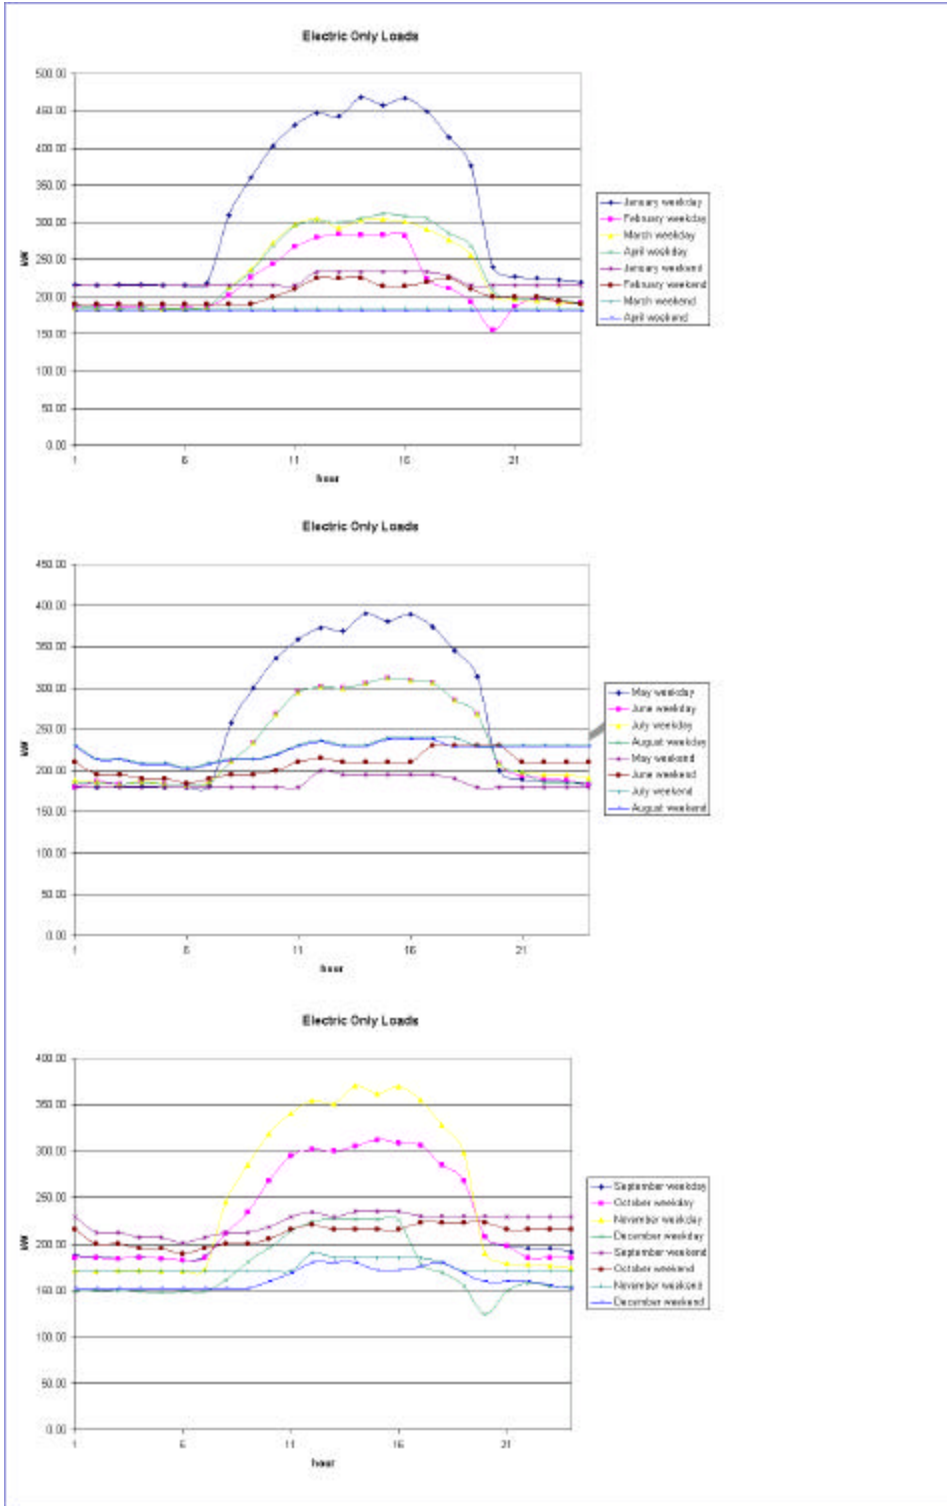 Electric Only Loads
500.00
450.00
400.00
350.00
300.00
250.00
200.00
150.00
100.00
50.00
0.00
kW
1 6 11 16 21
hour
January weekday
February weekday
March weekday
April weekday
January weekend
February weekend
March weekend
April weekend
Electric Only Loads
450.00
400.00
350.00
300.00
250.00
200.00
150.00
100.00
50.00
0.00
kW
1 6 11 16 21
hour
May weekday
June weekday
July weekday
August weekday
May weekend
June weekend
July weekend
August weekend
Electric Only Loads
400.00
350.00
300.00
250.00
200.00
150.00
100.00
50.00
0.00
kW
1 6 11 16 21
hour
September weekday
October weekday
November weekday
December weekday
September weekend
October weekend
November weekend
December weekend